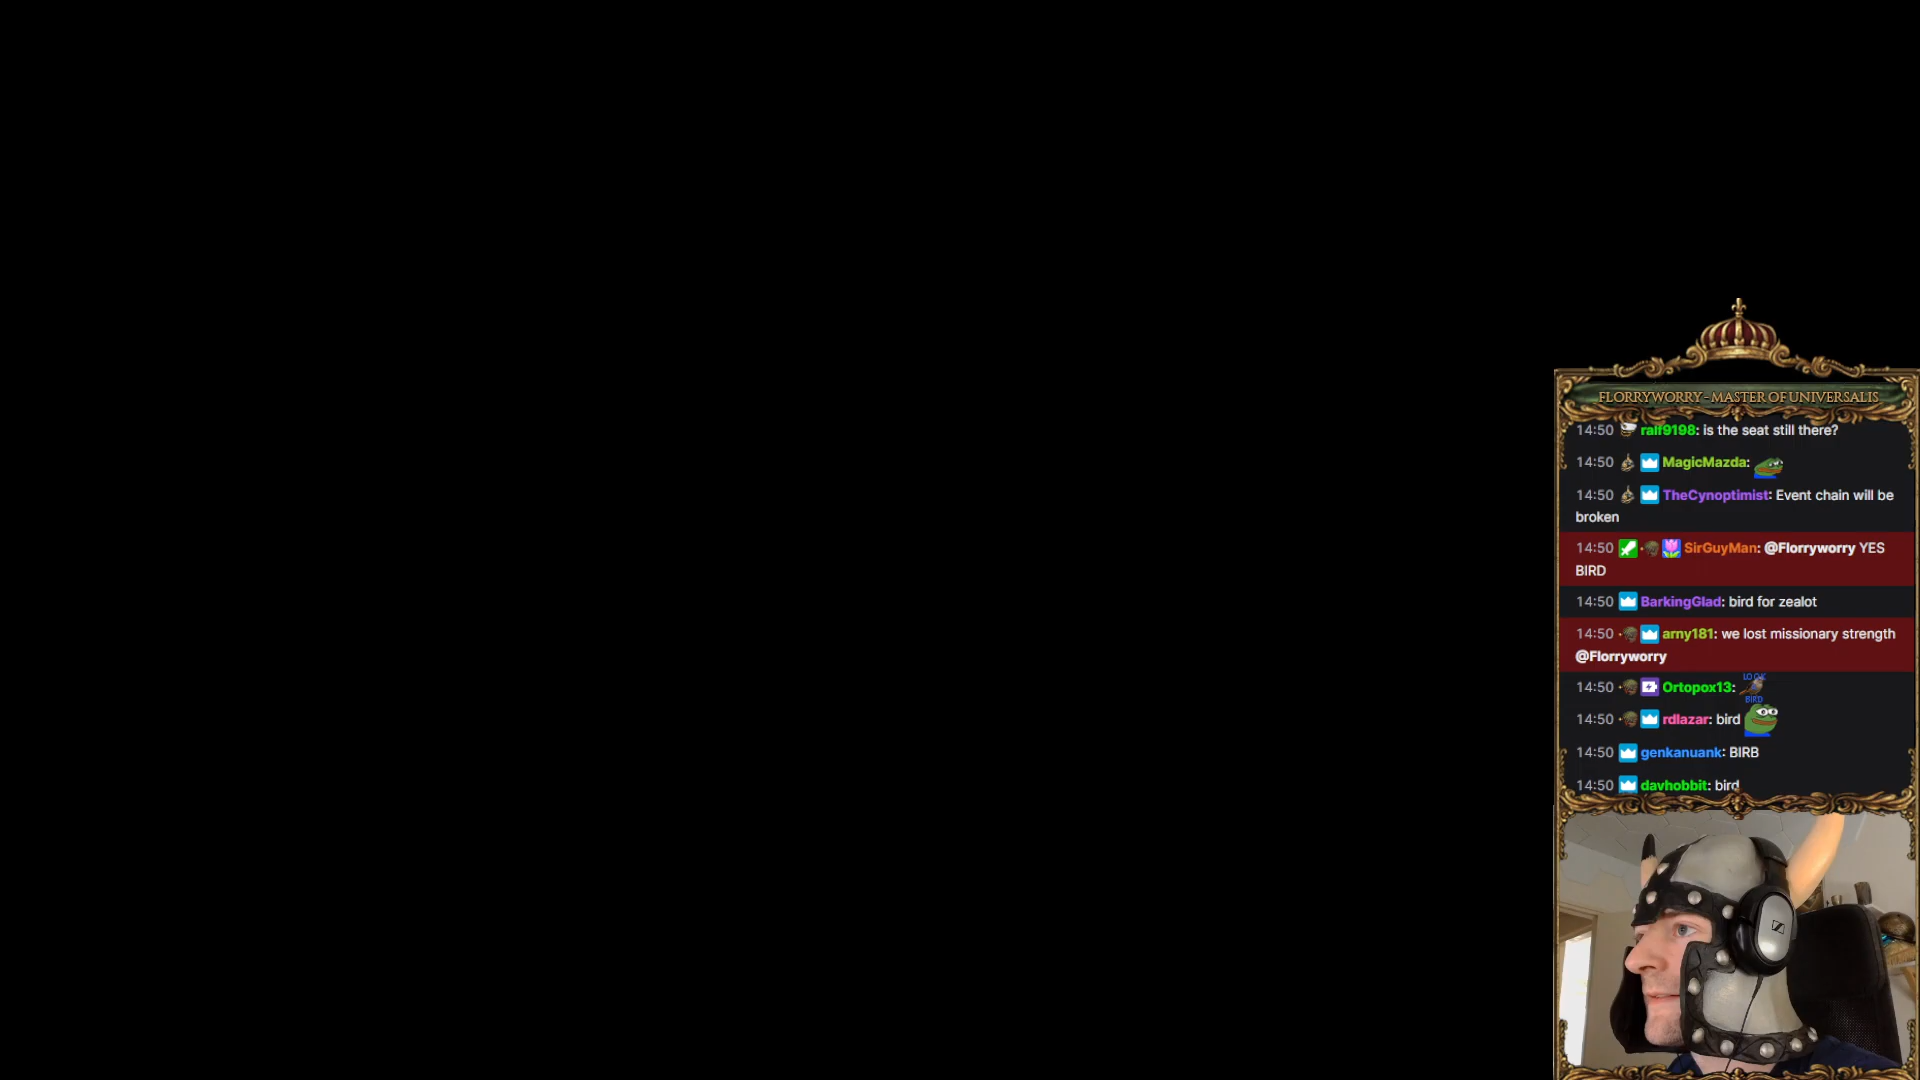 FLORRYWORRY - MASTER OF UNIVERSALIS
14:50 ralf9198: is the seat still there?
14:50 MagicMazda:
14:50 TheCynoptimist: Event chain will be
broken
14:50 SirGuyMan: @Florryworry YES
BIRD
14:50 BarkingGlad: bird for zealot
14:50 arny181: we lost missionary strength
@Florryworry
LOOK
14:50 Ortopox13:
BIRD
14:50 rdlazar: bird
14:50 genkanuank: BIRB
14:50 davhobbit: bird